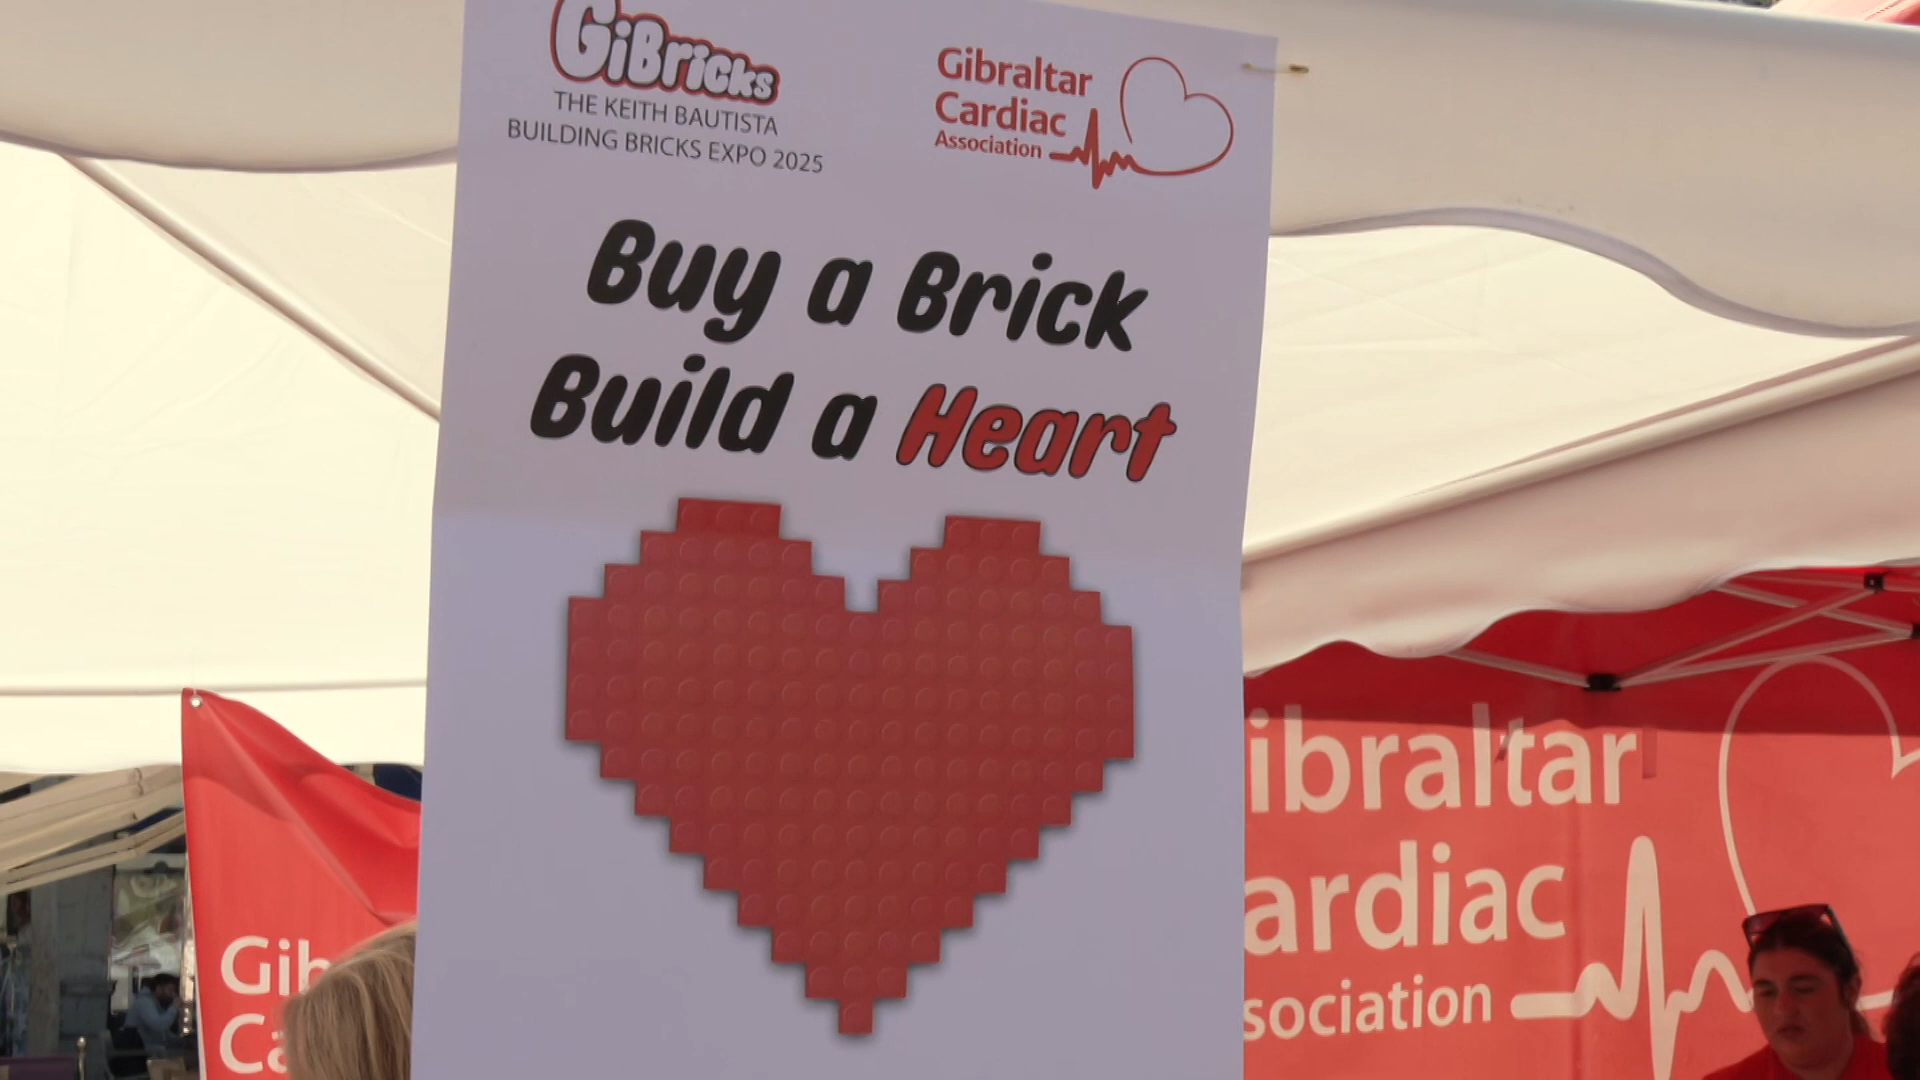 GiBricks
THE KEITH BAUTISTA
BUILDING BRICKS EXPO 2025
Gibraltar
Cardiac
Association
Buy a Brick
Build a Heart
ibraltar
ardiac
sociation
Gib
Ca